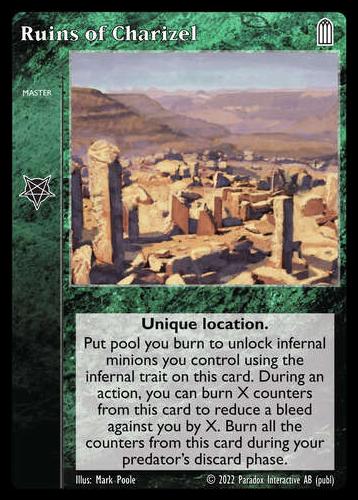 Ruins of Charizel
MASTER
Unique location.
Put pool you burn to unlock infernal
minions you control using the
infernal trait on this card. During an
action, you can burn X counters
from this card to reduce a bleed
against you by X. Burn all the
counters from this card during your
predator's discard phase.
Illus: Mark Poole © 2022 Paradox Interactive AB (publ)